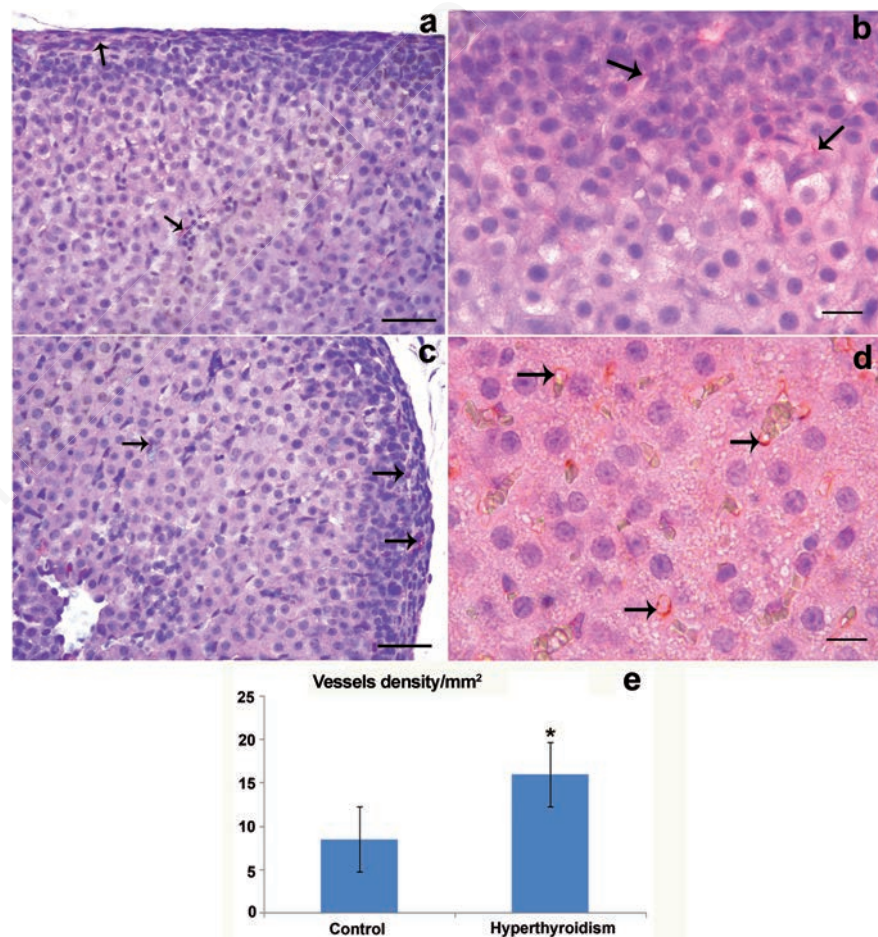 a
b
c
d
e
Vessels density/mm²
25
20
15
10
5
0
*
Control
Hyperthyroidism